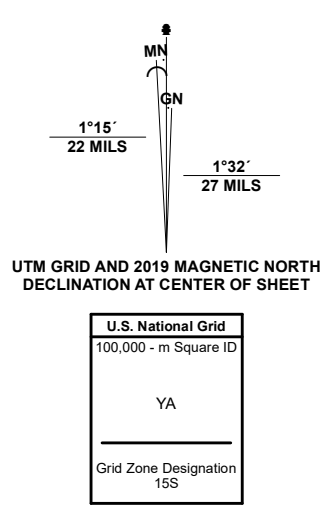 MN
GN
1°15´
22 MILS
1°32´
27 MILS
UTM GRID AND 2019 MAGNETIC NORTH
DECLINATION AT CENTER OF SHEET
U.S. National Grid
100,000 - m Square ID
YA
Grid Zone Designation
15S